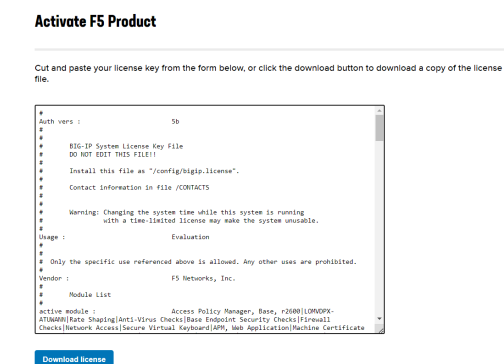 Activate F5 Product
Cut and paste your license key from the form below, or click the download button to download a copy of the license
file.
#
Auth vers : 5b
#
#
# BIG-IP System License Key File
# DO NOT EDIT THIS FILE!!
#
# Install this file as "/config/bigip.license".
#
# Contact information in file /CONTACTS
#
#
# Warning: Changing the system time while this system is running
# with a time-limited license may make the system unusable.
#
Usage : Evaluation
#
#
# Only the specific use referenced above is allowed. Any other uses are prohibited.
#
Vendor : F5 Networks, Inc.
#
# Module List
#
active module : Access Policy Manager, Base, r2600|LOMVDPX-
ATUWANN|Rate Shaping|Anti-Virus Checks|Base Endpoint Security Checks|Firewall
Checks|Network Access|Secure Virtual Keyboard|APM, Web Application|Machine Certificate
Download license